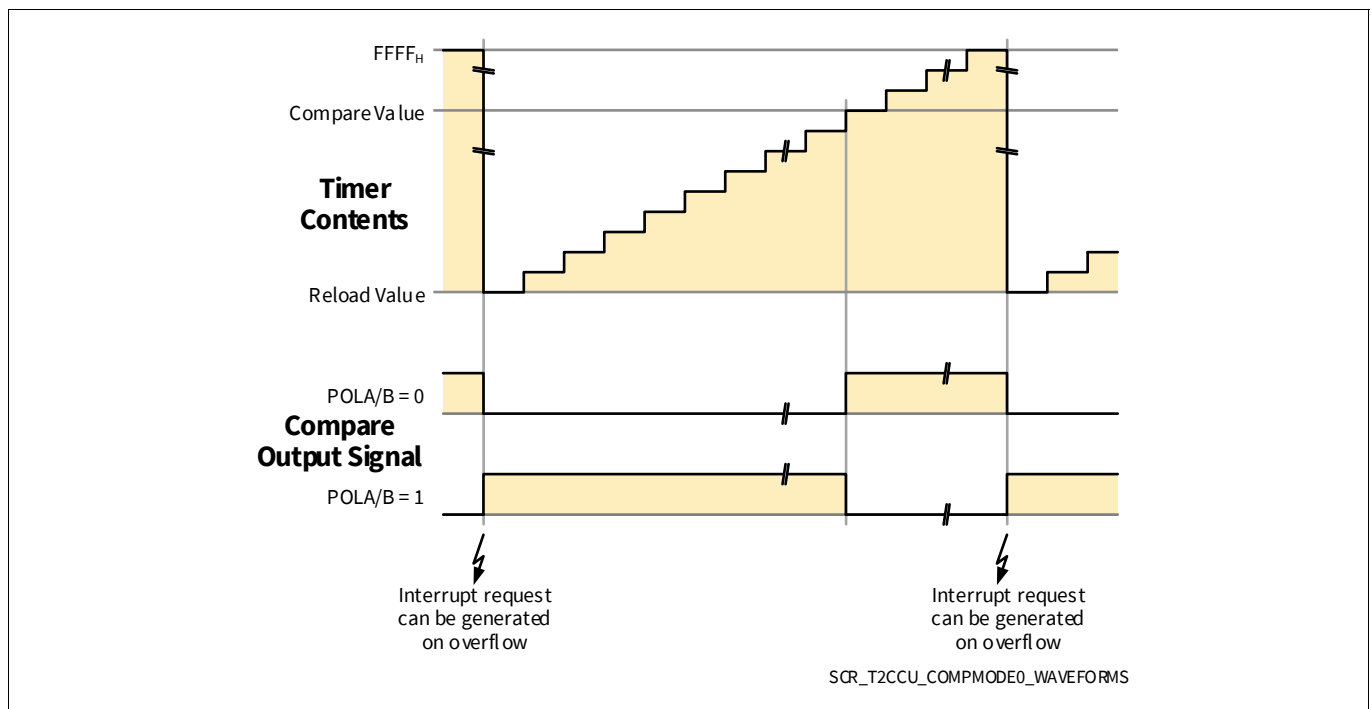 FFFFH
Compare Value
Timer
Contents
Reload Value
POLA/B = 0
Compare
Output Signal
POLA/B = 1
Interrupt request
can be generated
on overflow
Interrupt request
can be generated
on overflow
SCR_T2CCU_COMPMODE0_WAVEFORMS